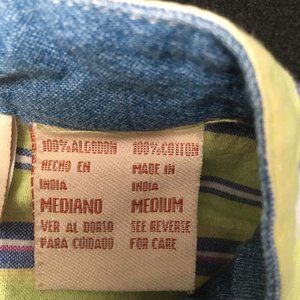 100% ALGODON
HECHO EN
INDIA
MEDIANO
VER AL DORSO
PARA CUIDADO
100% COTTON
MADE IN
INDIA
MEDIUM
SEE REVERSE
FOR CARE